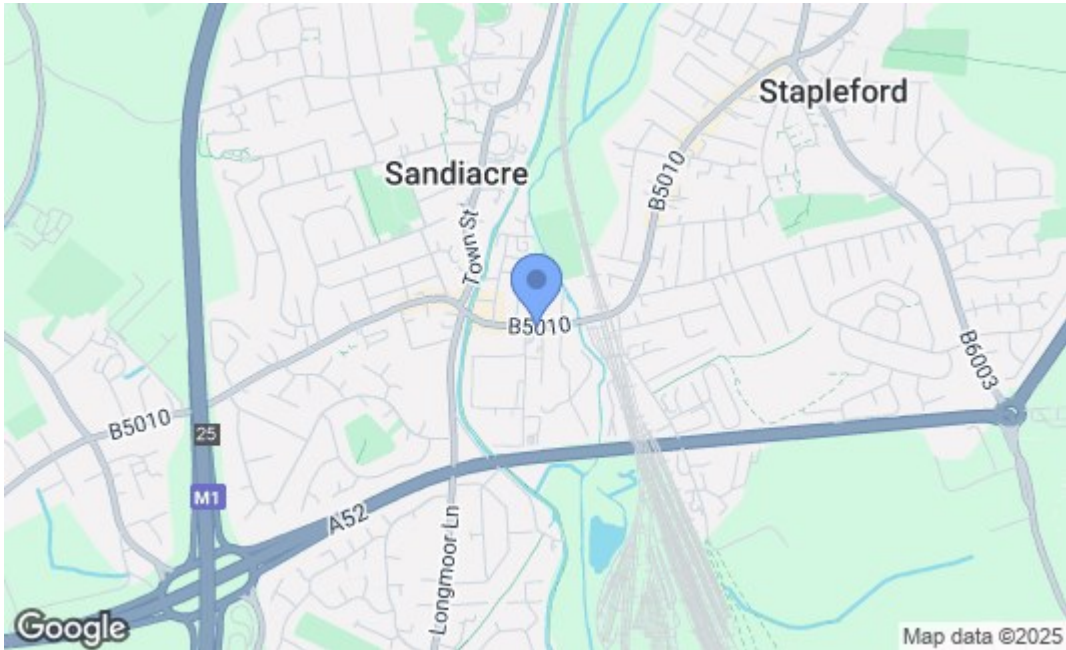 Stapleford
Sandiacre
B5010
Town St
B5010
B6003
B5010
25
M1
A52
Longmoor Ln
Google
Map data ©2025